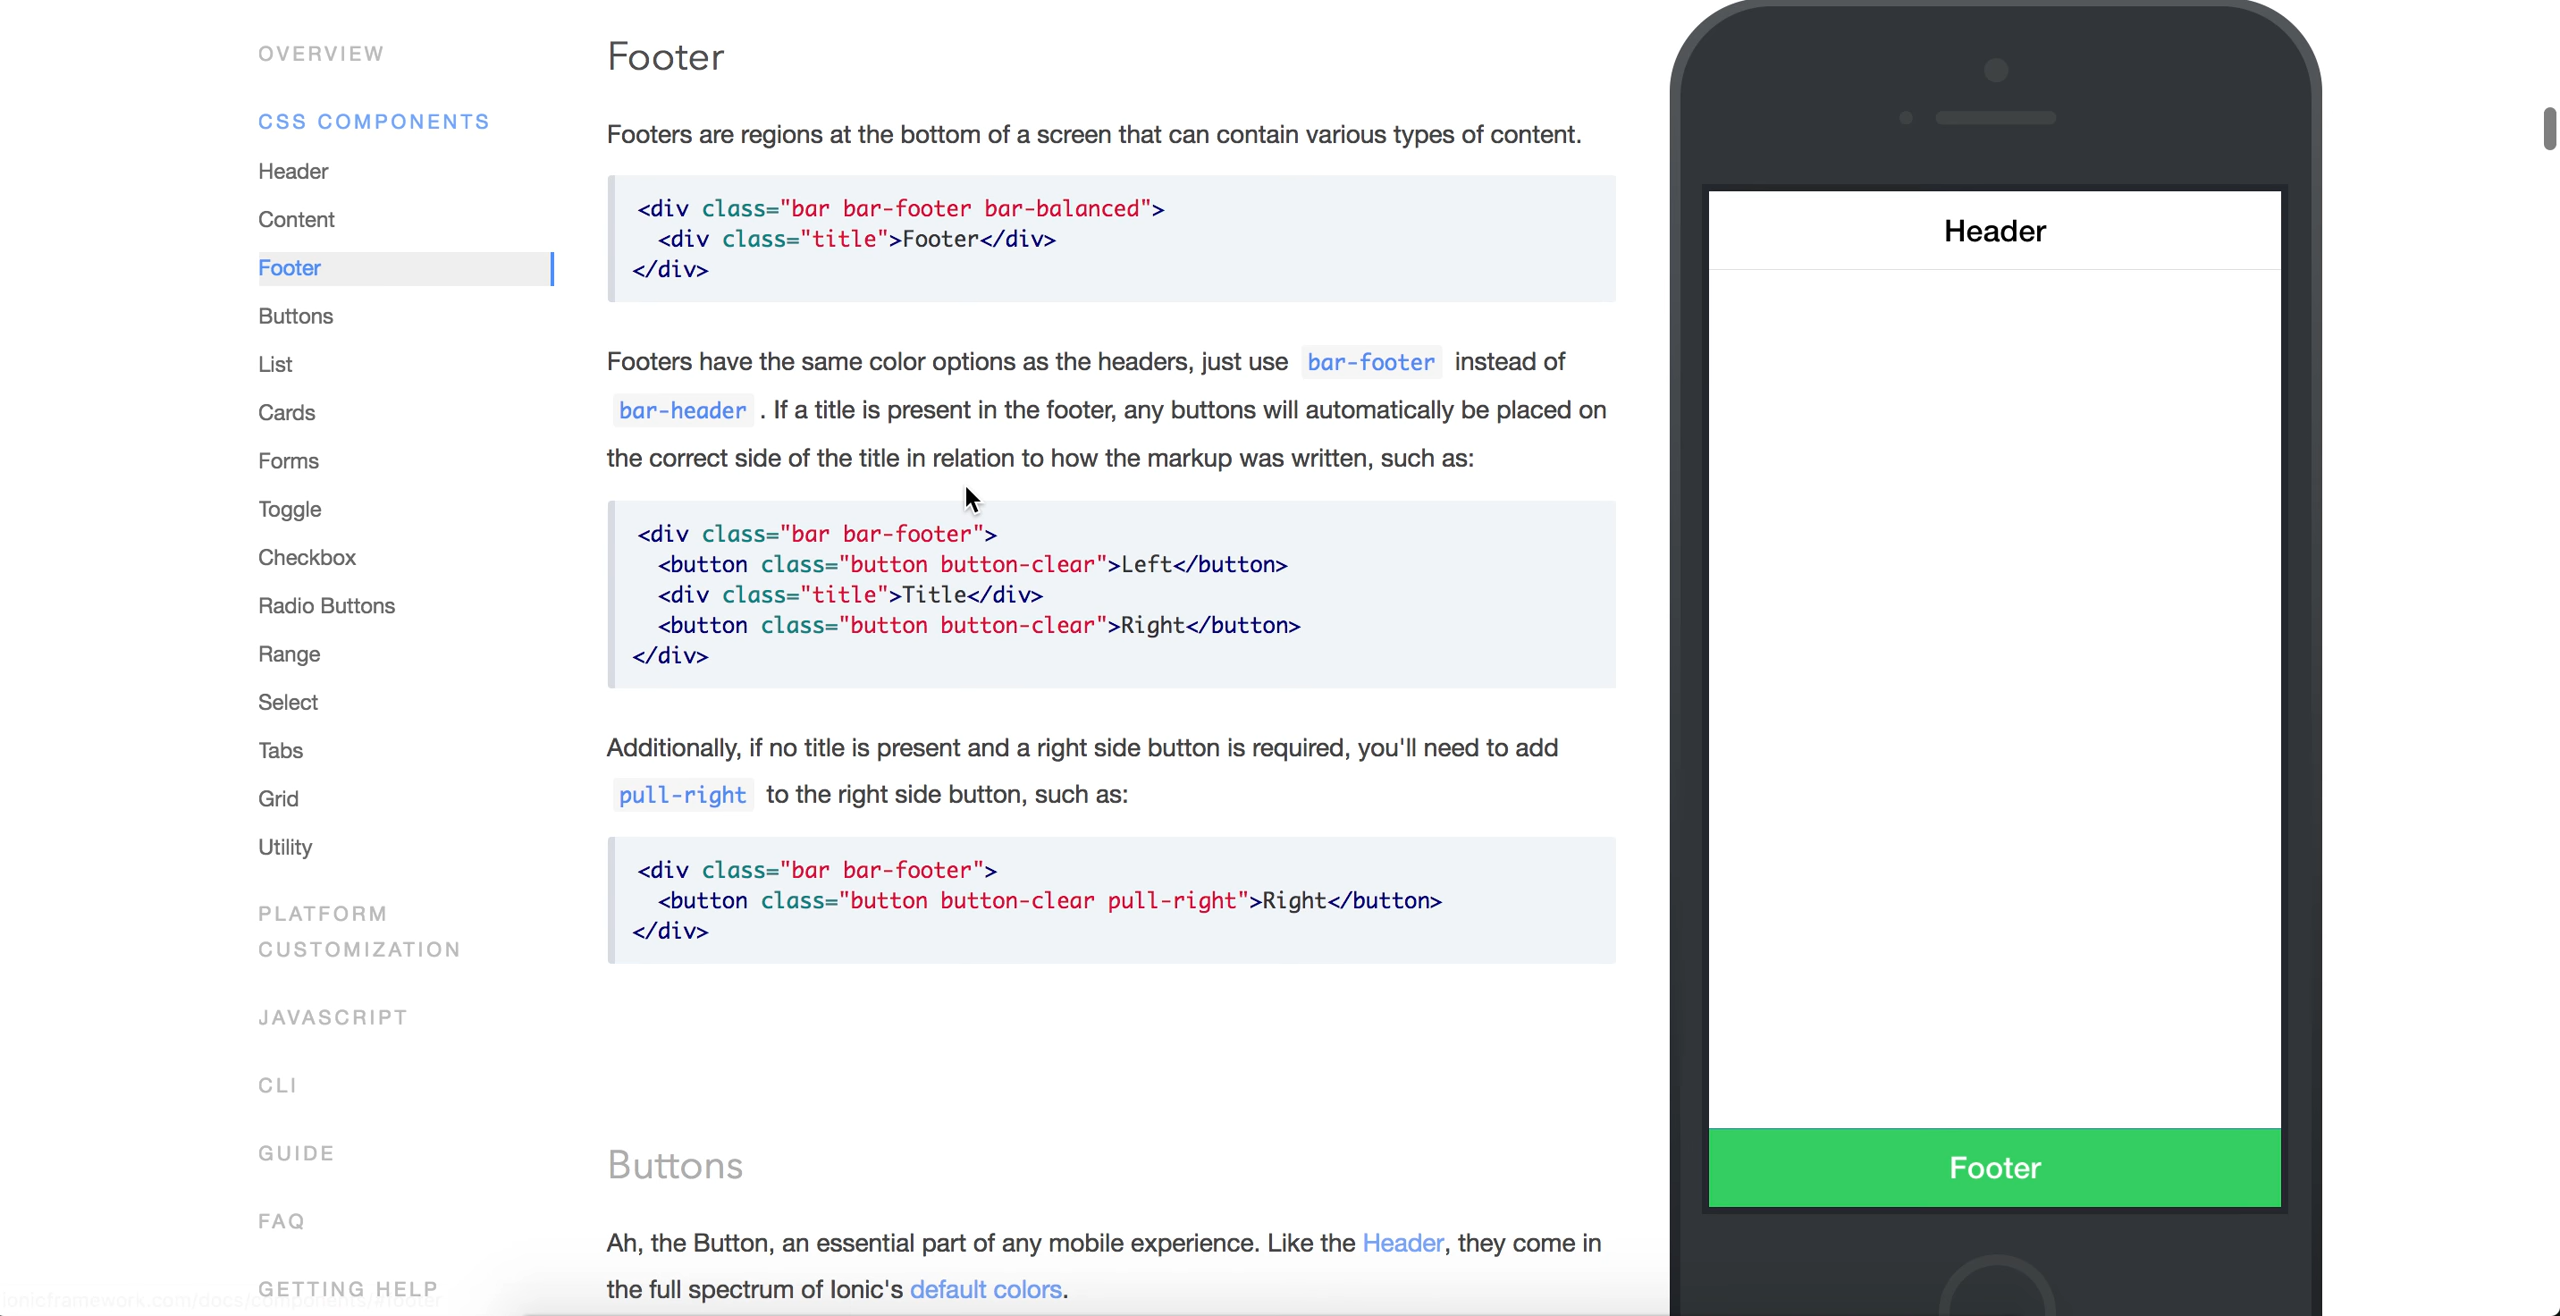 OVERVIEW
CSS COMPONENTS
Header
Content
Footer
Buttons
List
Cards
Forms
Toggle
Checkbox
Radio Buttons
Range
Select
Tabs
Grid
Utility
PLATFORM
CUSTOMIZATION
JAVASCRIPT
CLI
GUIDE
FAQ
GETTING HELP
ionicframework.com/docs/components/#footer
Footer
Footers are regions at the bottom of a screen that can contain various types of content.
<div class="bar bar-footer bar-balanced">
<div class="title">Footer</div>
</div>
Footers have the same color options as the headers, just use bar-footer instead of
bar-header . If a title is present in the footer, any buttons will automatically be placed on
the correct side of the title in relation to how the markup was written, such as:
<div class="bar bar-footer">
<button class="button button-clear">Left</button>
<div class="title">Title</div>
<button class="button button-clear">Right</button>
</div>
Additionally, if no title is present and a right side button is required, you'll need to add
pull-right to the right side button, such as:
<div class="bar bar-footer">
<button class="button button-clear pull-right">Right</button>
</div>
Buttons
Ah, the Button, an essential part of any mobile experience. Like the Header, they come in
the full spectrum of Ionic's default colors.
Header
Footer